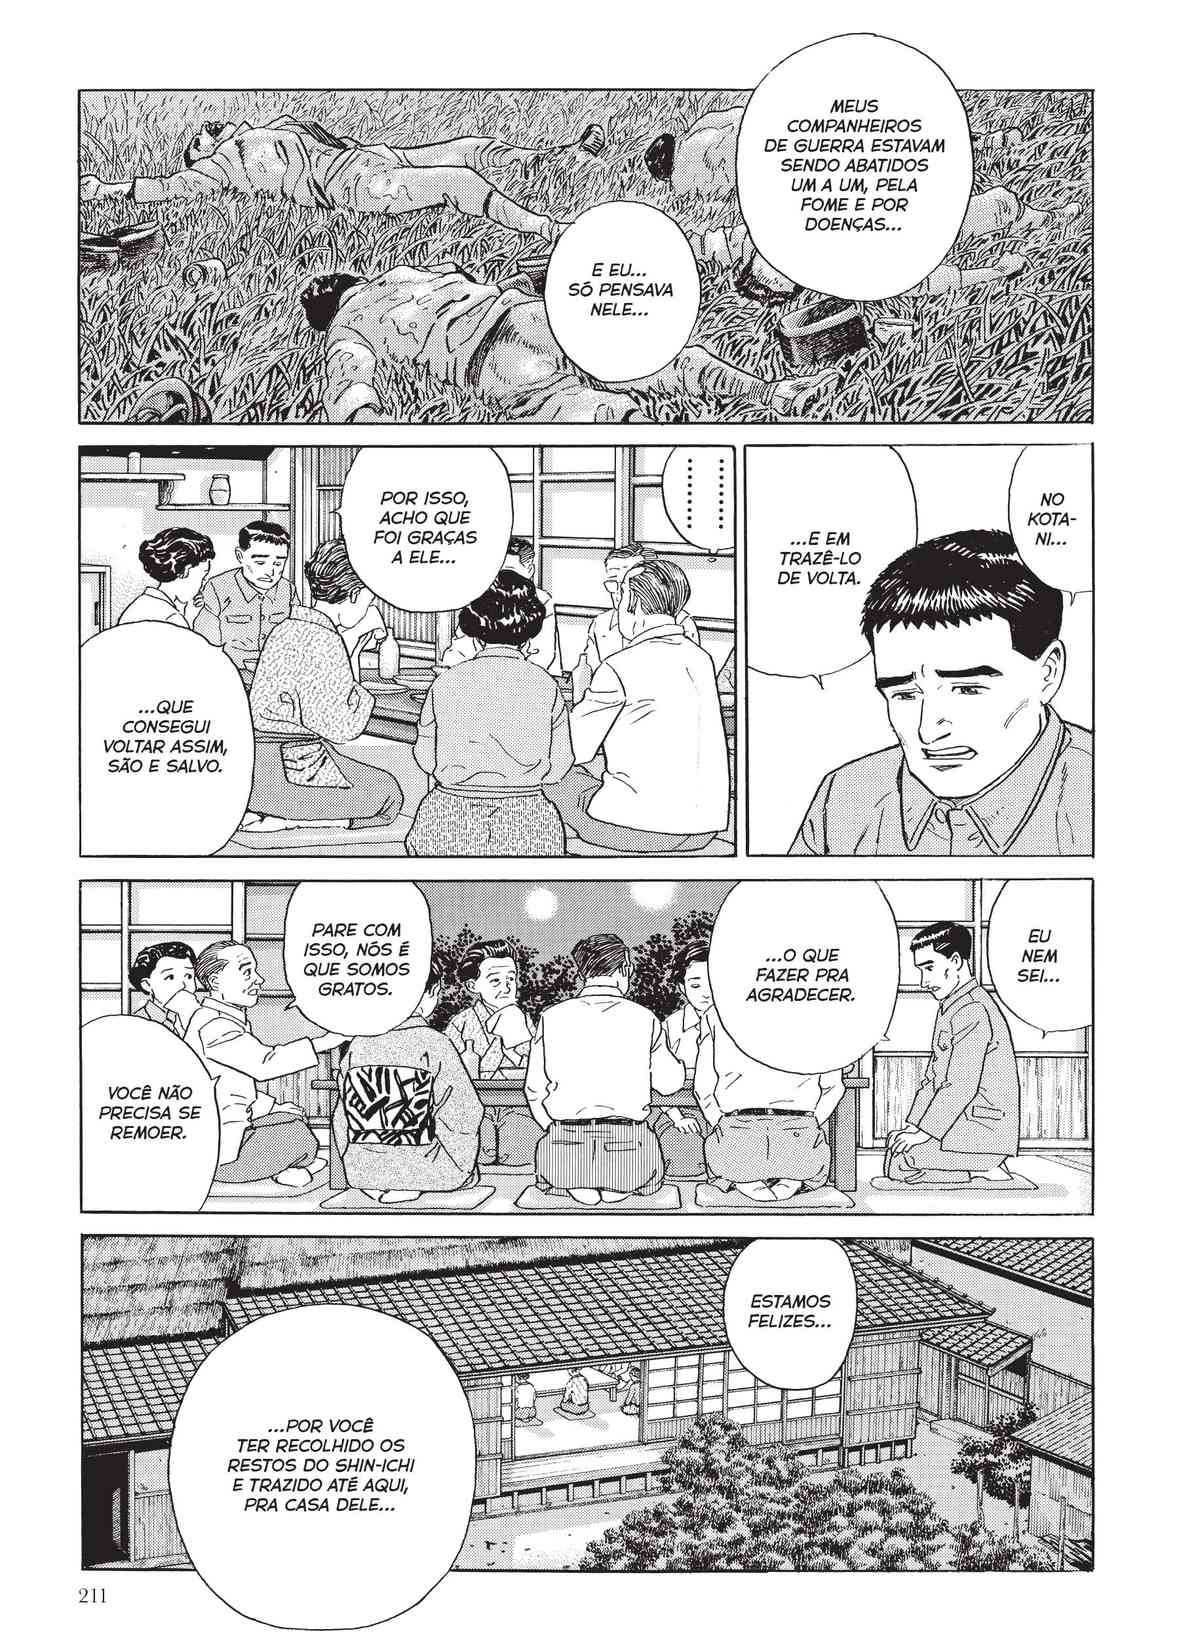 MEUS
COMPANHEIROS
DE GUERRA ESTAVAM
SENDO ABATIDOS
UM A UM, PELA
FOME E POR
DOENÇAS...
E EU...
SÓ PENSAVA
NELE...
NO
KOTA-
NI...
...E EM
TRAZÊ-LO
DE VOLTA.
POR ISSO,
ACHO QUE
FOI GRAÇAS
A ELE...
...QUE
CONSEGUI
VOLTAR ASSIM,
SÃO E SALVO.
EU
NEM
SEI...
...O QUE
FAZER PRA
AGRADECER.
PARE COM
ISSO, NÓS É
QUE SOMOS
GRATOS.
VOCÊ NÃO
PRECISA SE
REMOER.
ESTAMOS
FELIZES...
...POR VOCÊ
TER RECOLHIDO OS
RESTOS DO SHIN-ICHI
E TRAZIDO ATÉ AQUI,
PRA CASA DELE...
211